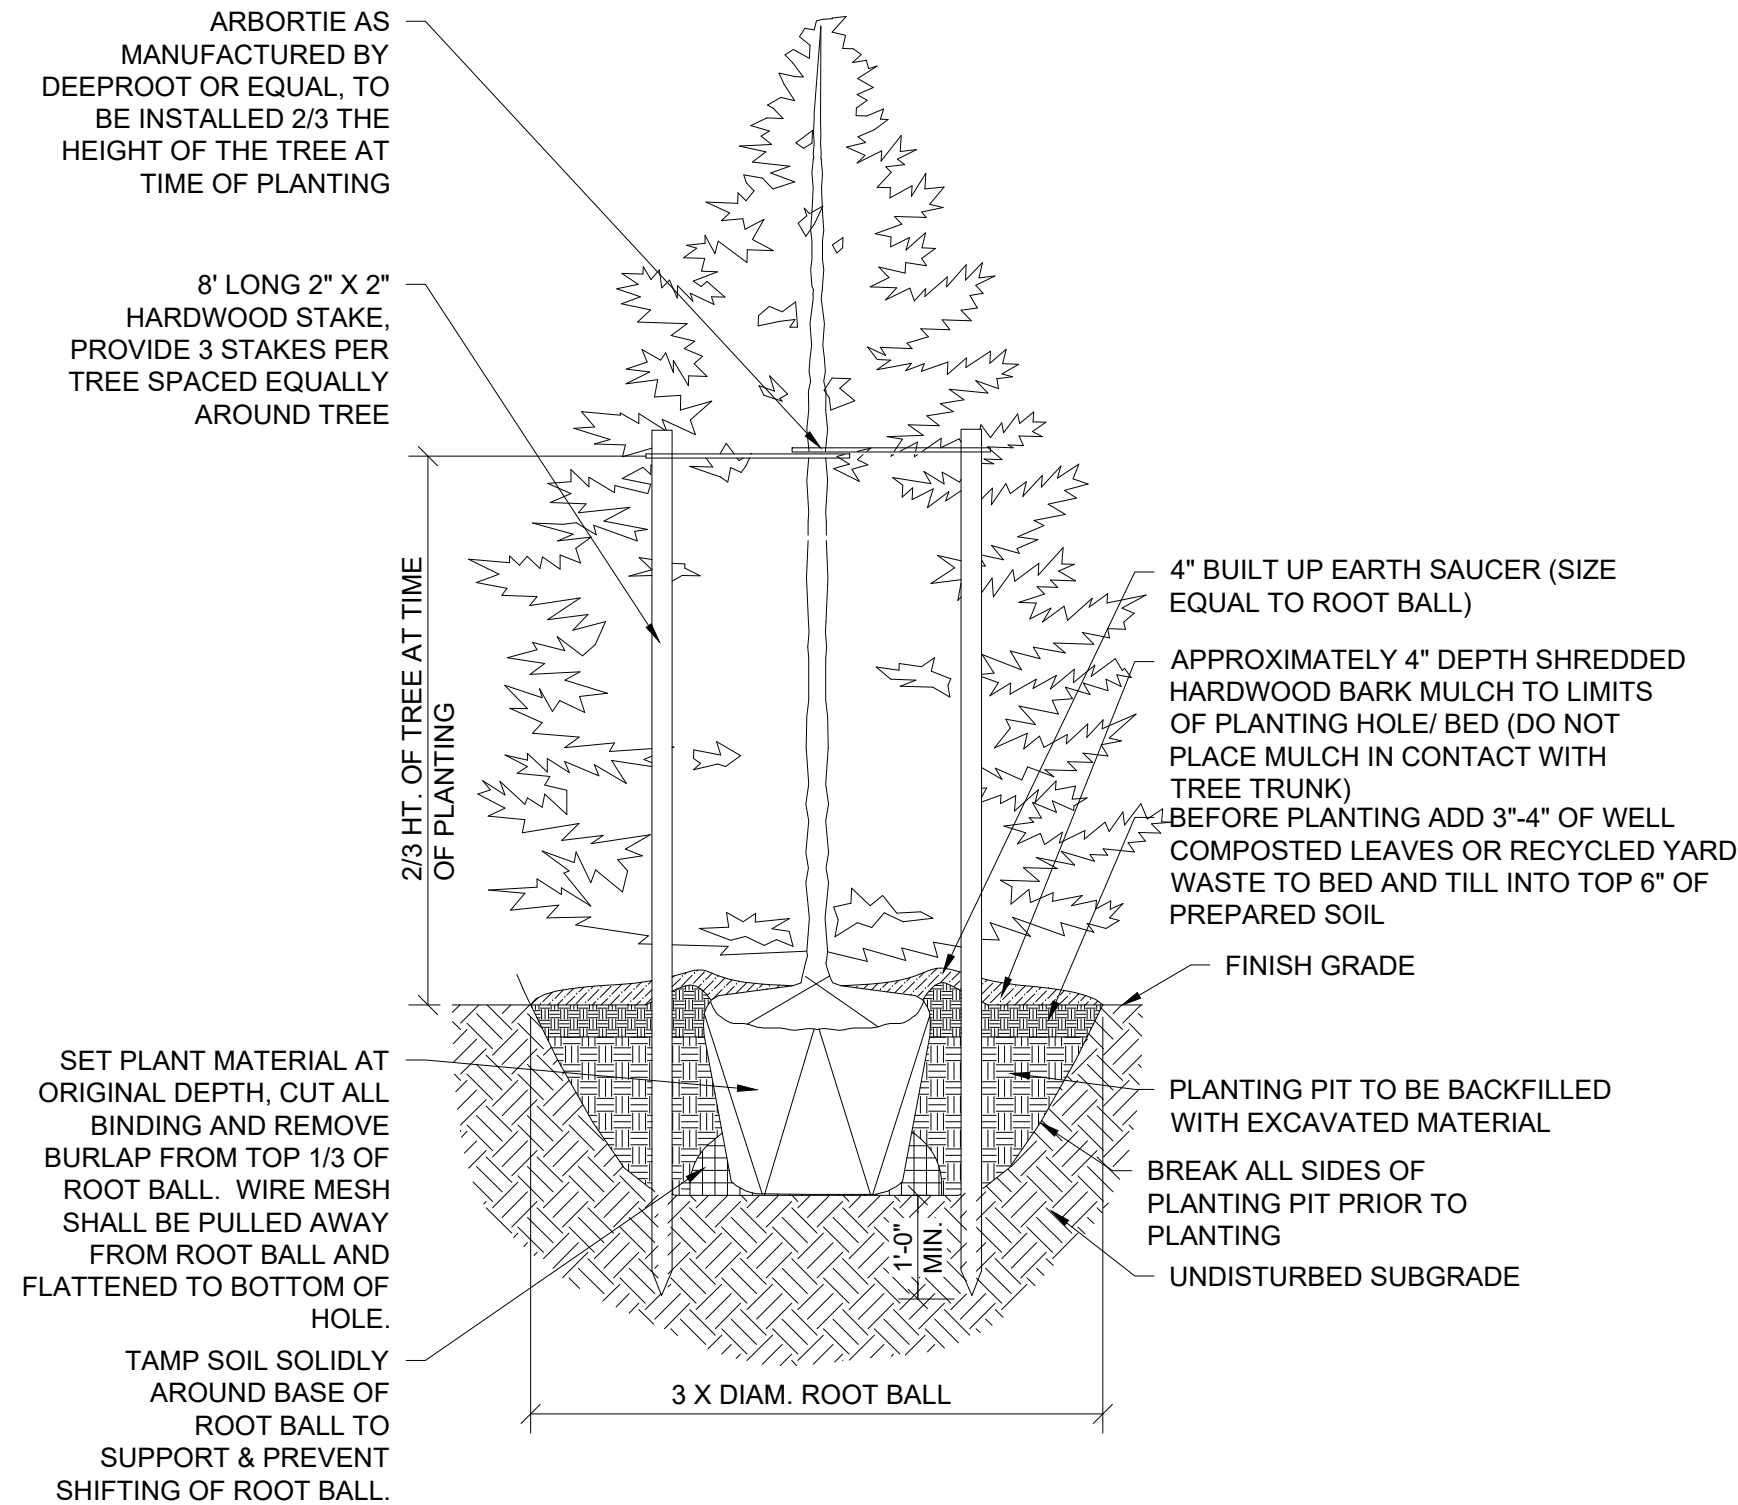 ARBORTIE AS
MANUFACTURED BY
DEEPROOT OR EQUAL, TO
BE INSTALLED 2/3 THE
HEIGHT OF THE TREE AT
TIME OF PLANTING
8' LONG 2" X 2"
HARDWOOD STAKE,
PROVIDE 3 STAKES PER
TREE SPACED EQUALLY
AROUND TREE
2/3 HT. OF TREE AT TIME
OF PLANTING
SET PLANT MATERIAL AT
ORIGINAL DEPTH, CUT ALL
BINDING AND REMOVE
BURLAP FROM TOP 1/3 OF
ROOT BALL. WIRE MESH
SHALL BE PULLED AWAY
FROM ROOT BALL AND
FLATTENED TO BOTTOM OF
HOLE.
TAMP SOIL SOLIDLY
AROUND BASE OF
ROOT BALL TO
SUPPORT & PREVENT
SHIFTING OF ROOT BALL.
4" BUILT UP EARTH SAUCER (SIZE
EQUAL TO ROOT BALL)
APPROXIMATELY 4" DEPTH SHREDDED
HARDWOOD BARK MULCH TO LIMITS
OF PLANTING HOLE/ BED (DO NOT
PLACE MULCH IN CONTACT WITH
TREE TRUNK)
BEFORE PLANTING ADD 3"-4" OF WELL
COMPOSTED LEAVES OR RECYCLED YARD
WASTE TO BED AND TILL INTO TOP 6" OF
PREPARED SOIL
FINISH GRADE
PLANTING PIT TO BE BACKFILLED
WITH EXCAVATED MATERIAL
BREAK ALL SIDES OF
PLANTING PIT PRIOR TO
PLANTING
UNDISTURBED SUBGRADE
1'-0"
MIN.
3 X DIAM. ROOT BALL